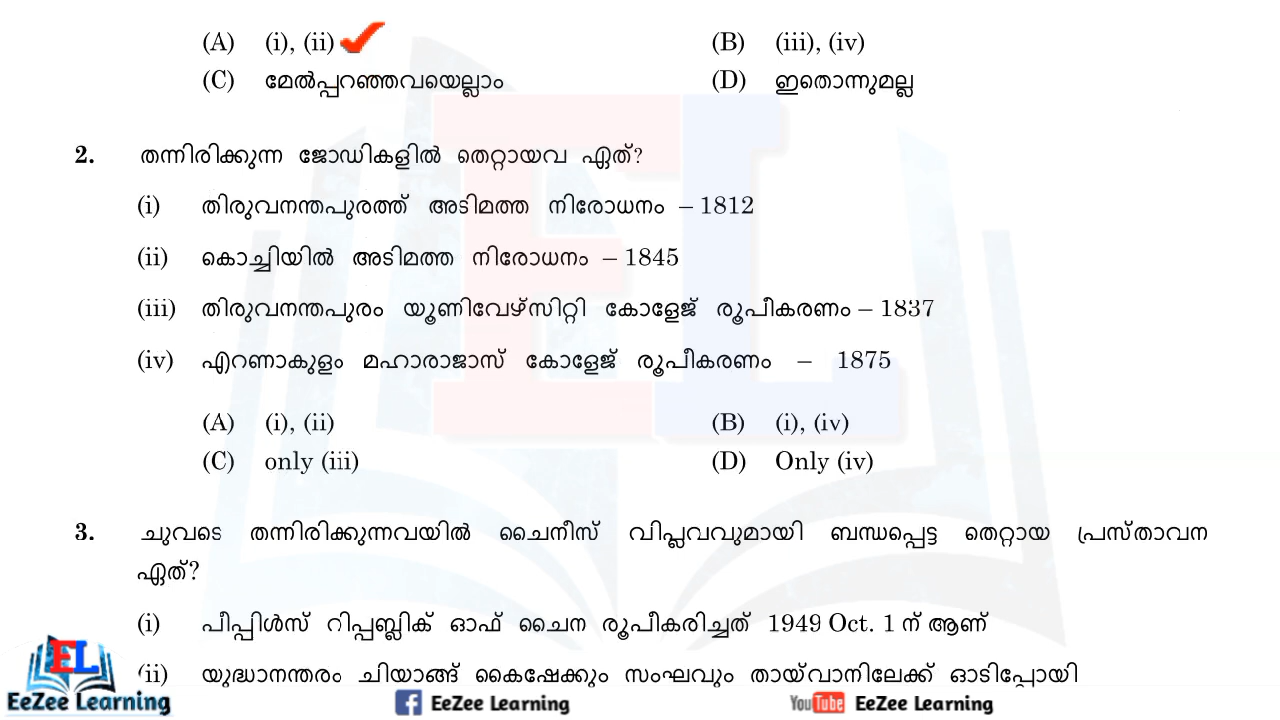 (A) (i), (ii) (B) (iii), (iv)
(C) മേൽപ്പറഞ്ഞവയെല്ലാം (D) ഇതൊന്നുമല്ല
2. തന്നിരിക്കുന്ന ജോഡികളിൽ തെറ്റായവ ഏത്?
(i) തിരുവനന്തപുരത്ത് അടിമത്ത നിരോധനം – 1812
(ii) കൊച്ചിയിൽ അടിമത്ത നിരോധനം – 1845
(iii) തിരുവനന്തപുരം യൂണിവേഴ്സിറ്റി കോളേജ് രൂപീകരണം – 1837
(iv) എറണാകുളം മഹാരാജാസ് കോളേജ് രൂപീകരണം – 1875
(A) (i), (ii) (B) (i), (iv)
(C) only (iii) (D) Only (iv)
3. ചുവടെ തന്നിരിക്കുന്നവയിൽ ചൈനീസ് വിപ്ലവവുമായി ബന്ധപ്പെട്ട തെറ്റായ പ്രസ്താവന
ഏത്?
(i) പീപ്പിൾസ് റിപ്പബ്ലിക് ഓഫ് ചൈന രൂപീകരിച്ചത് 1949 Oct. 1 ന് ആണ്
(ii) യുദ്ധാനന്തരം ചിയാങ്ങ് കൈഷേക്കും സംഘവും തായ്‌വാനിലേക്ക് ഓടിപ്പോയി
EL
EeZee Learning EeZee Learning YouTube EeZee Learning